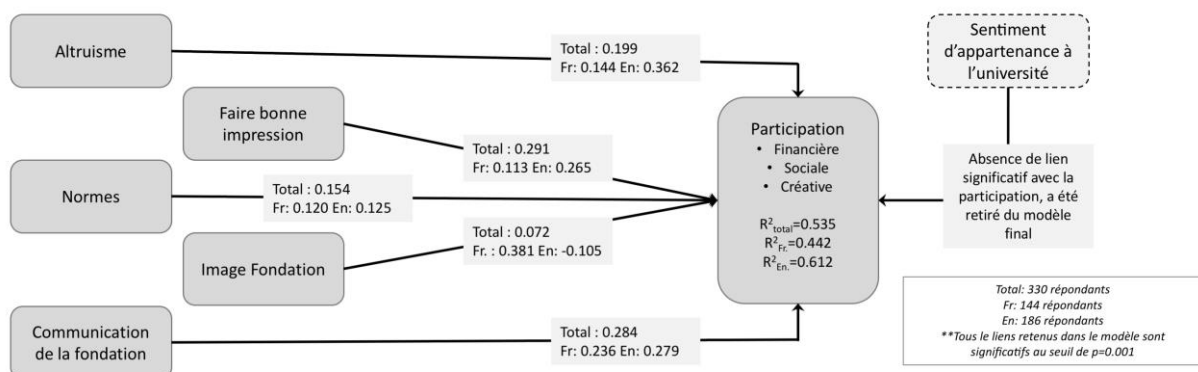 Altruisme
Total : 0.199
Fr: 0.144 En: 0.362
Sentiment
d’appartenance à
l’université
Faire bonne
impression
Total : 0.291
Fr: 0.113 En: 0.265
Normes
Total : 0.154
Fr: 0.120 En: 0.125
Image Fondation
Total : 0.072
Fr. : 0.381 En: -0.105
Communication
de la fondation
Total : 0.284
Fr: 0.236 En: 0.279
Participation
• Financière
• Sociale
• Créative
R²total=0.535
R²Fr.=0.442
R²En.=0.612
Absence de lien
significatif avec la
participation, a été
retiré du modèle
final
Total: 330 répondants
Fr: 144 répondants
En: 186 répondants
**Tous le liens retenus dans le modèle sont
significatifs au seuil de p=0.001